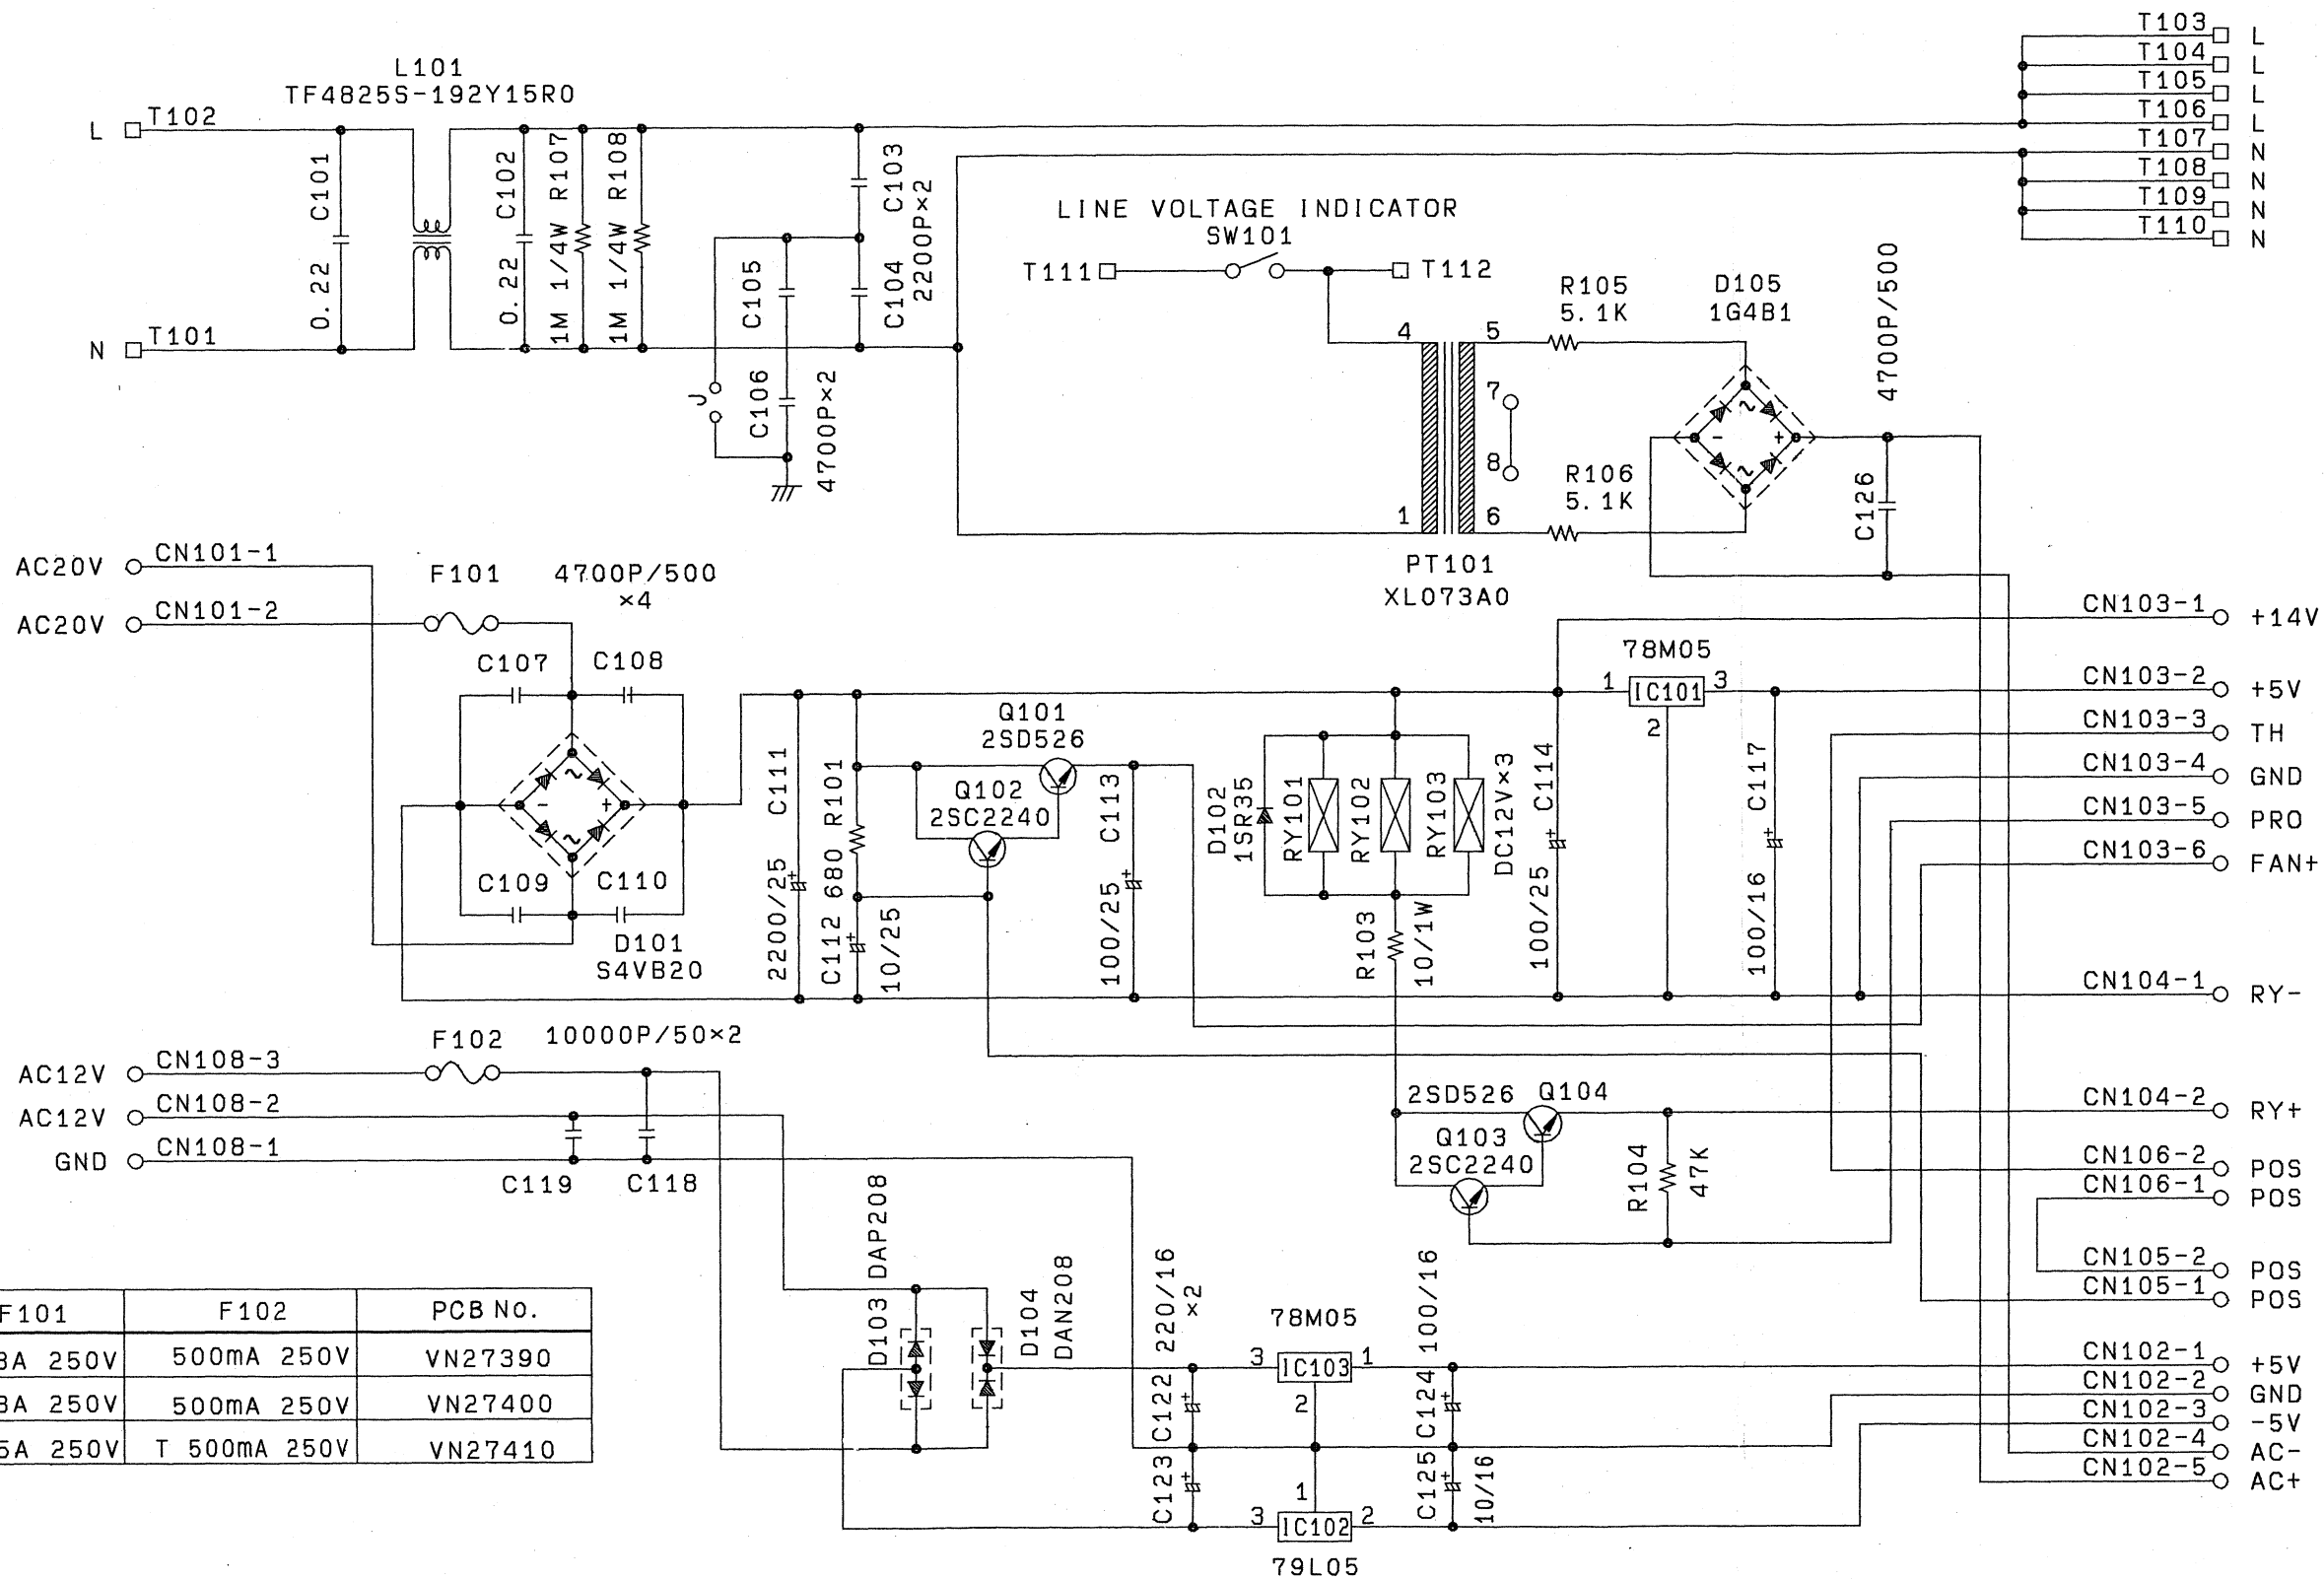 L101
TF4825S-192Y15R0
L T102
C101
0.22
C102
0.22
R107
1M 1/4W
R108
1M 1/4W
C103
C104
2200P×2
C105
C106
4700P×2
J
N T101
T103 L
T104 L
T105 L
T106 L
T107 N
T108 N
T109 N
T110 N
LINE VOLTAGE INDICATOR
SW101
T111
T112
4
5
7
8
1
6
PT101
XL073A0
R105
5.1K
R106
5.1K
D105
1G4B1
~
- +
~
4700P/500
C126
AC20V CN101-1
AC20V CN101-2
F101
4700P/500
×4
C107 C108
~
- +
~
C109 C110
D101
S4VB20
C111
2200/25
+
R101
680
C112
10/25
+
Q101
2SD526
Q102
2SC2240
C113
100/25
+
D102
1SR35
RY101
RY102
RY103
DC12V×3
R103
10/1W
C114
100/25
+
78M05
1 IC101 3
2
C117
100/16
+
CN103-1 +14V
CN103-2 +5V
CN103-3 TH
CN103-4 GND
CN103-5 PRO
CN103-6 FAN+
CN104-1 RY-
CN104-2 RY+
CN106-2 POS
CN106-1 POS
CN105-2 POS
CN105-1 POS
CN102-1 +5V
CN102-2 GND
CN102-3 -5V
CN102-4 AC-
CN102-5 AC+
AC12V CN108-3
AC12V CN108-2
GND CN108-1
F102
10000P/50×2
C119 C118
2SD526 Q104
Q103
2SC2240
R104
47K
D103 DAP208
D104
DAN208
220/16
×2
C122
+
C123
+
78M05
3 IC103 1
2
1
3 IC102 2
79L05
C124 100/16
+
C125
10/16
+
F101 F102 PCB No.
A 250V 500mA 250V VN27390
A 250V 500mA 250V VN27400
5A 250V T 500mA 250V VN27410